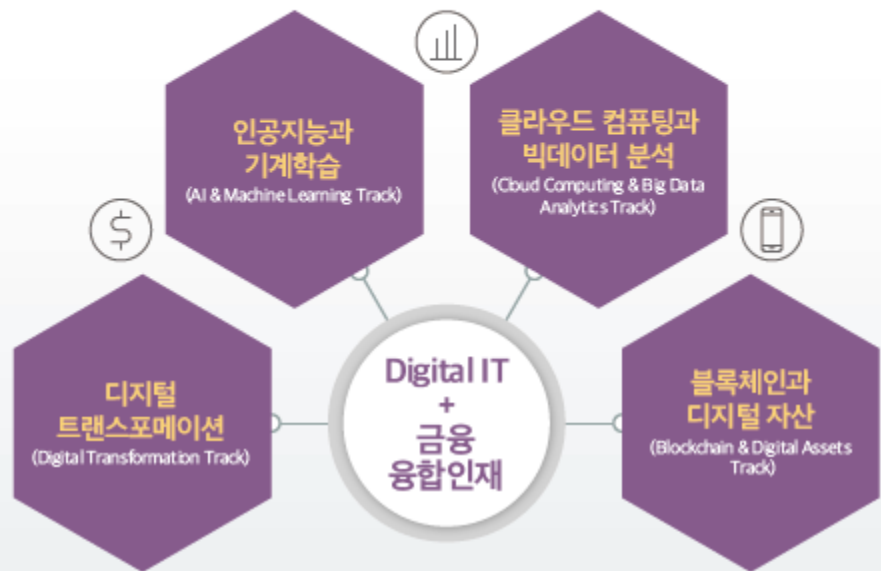 인공지능과
기계학습
(AI & Machine Learning Track)
클라우드 컴퓨팅과
빅데이터 분석
(Cloud Computing & Big Data
Analytics Track)
디지털
트랜스포메이션
(Digital Transformation Track)
Digital IT
+
금융
융합인재
블록체인과
디지털 자산
(Blockchain & Digital Assets
Track)